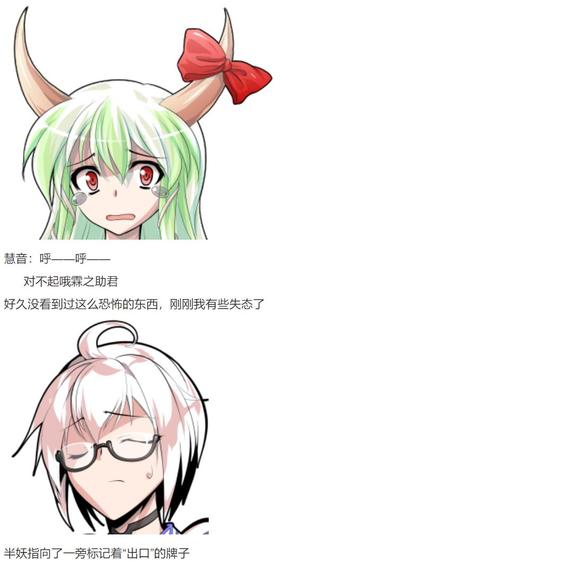 慧音：呼——呼——
对不起哦霖之助君
好久没看到过这么恐怖的东西，刚刚我有些失态了
半妖指向了一旁标记着“出口”的牌子